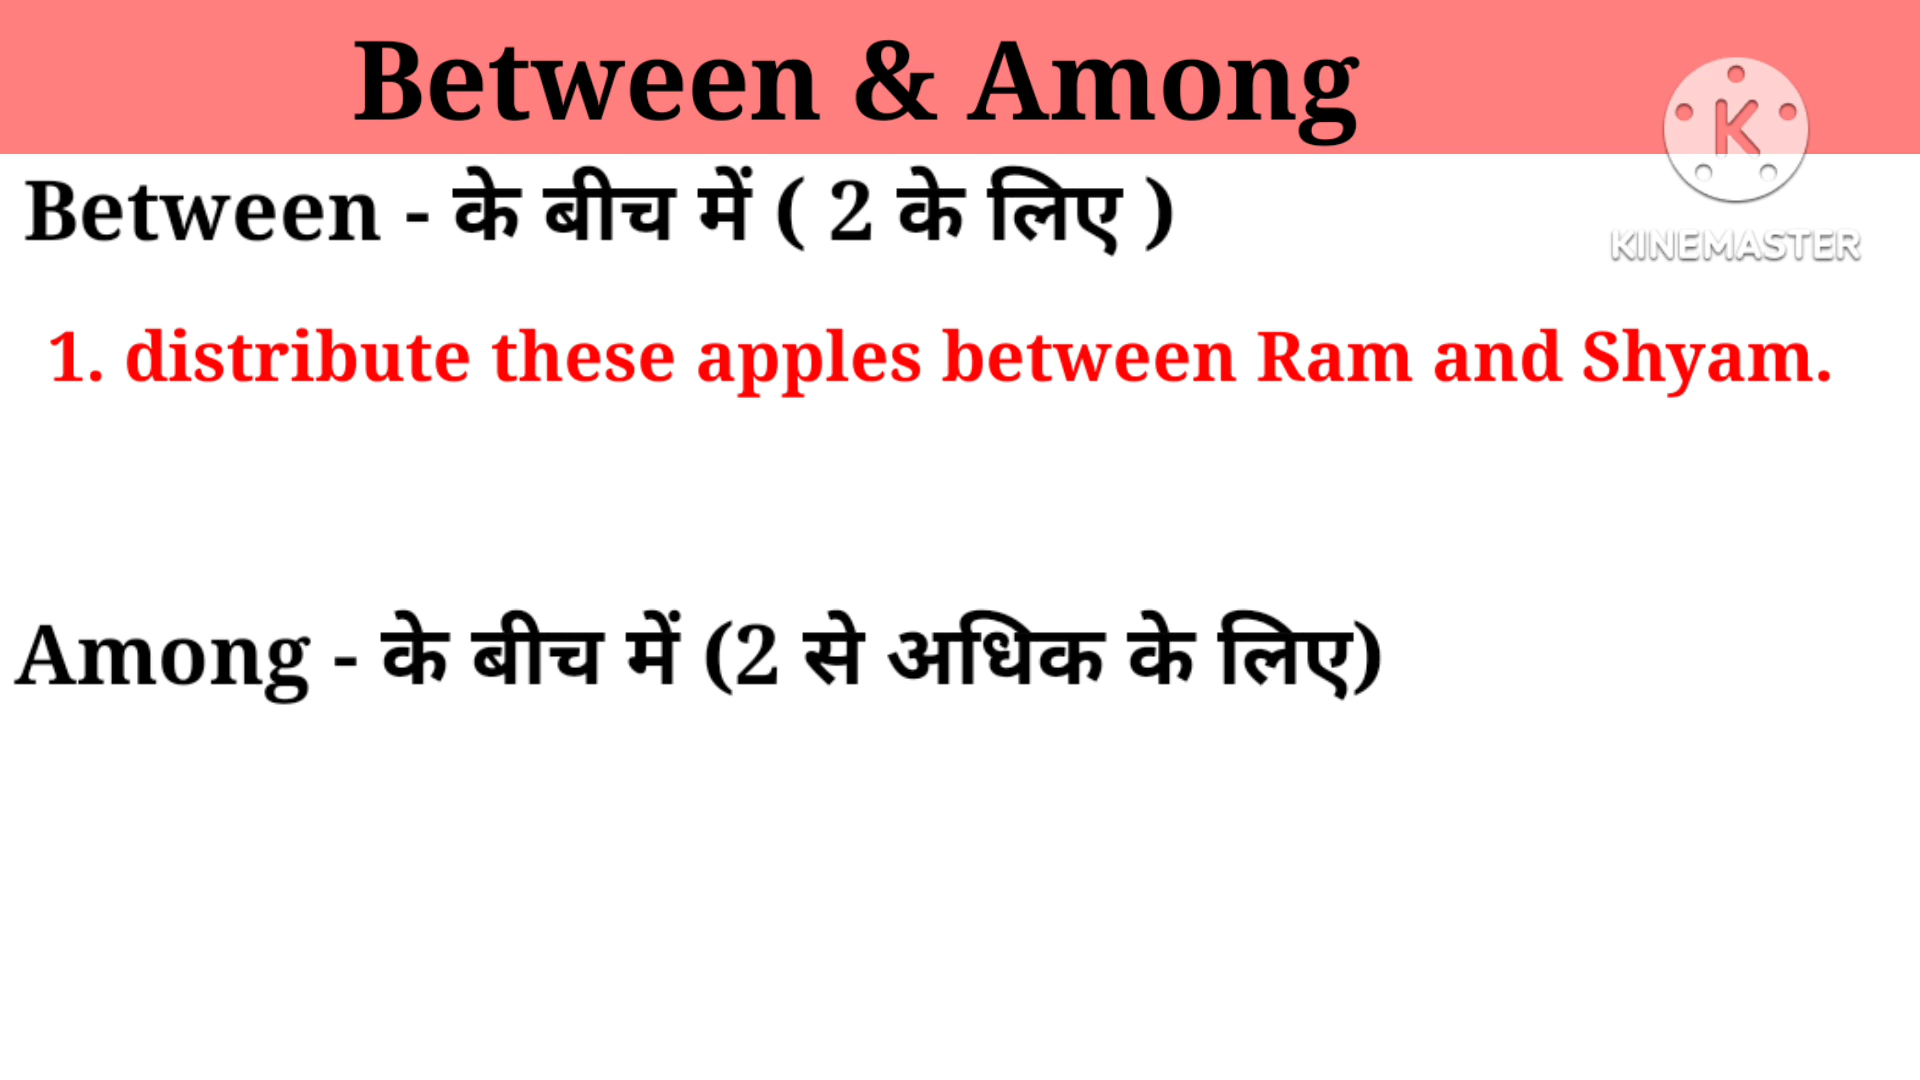 Between & Among
K
KINEMASTER
Between - के बीच में ( 2 के लिए )
1. distribute these apples between Ram and Shyam.
Among - के बीच में (2 से अधिक के लिए)